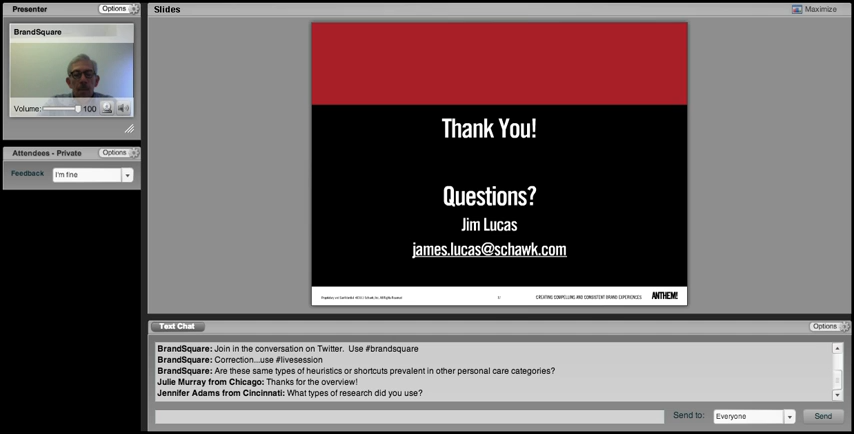 Presenter
Options
BrandSquare
Volume: 100
Attendees - Private
Options
Feedback
I'm fine
Slides
Maximize
Thank You!
Questions?
Jim Lucas
james.lucas@schawk.com
CREATING COMPELLING AND CONSISTENT BRAND EXPERIENCES
ANTHEM!
Text Chat
Options
BrandSquare: Join in the conversation on Twitter. Use #brandsquare
BrandSquare: Correction...use #livesession
BrandSquare: Are these same types of heuristics or shortcuts prevalent in other personal care categories?
Julie Murray from Chicago: Thanks for the overview!
Jennifer Adams from Cincinnati: What types of research did you use?
Send to:
Everyone
Send